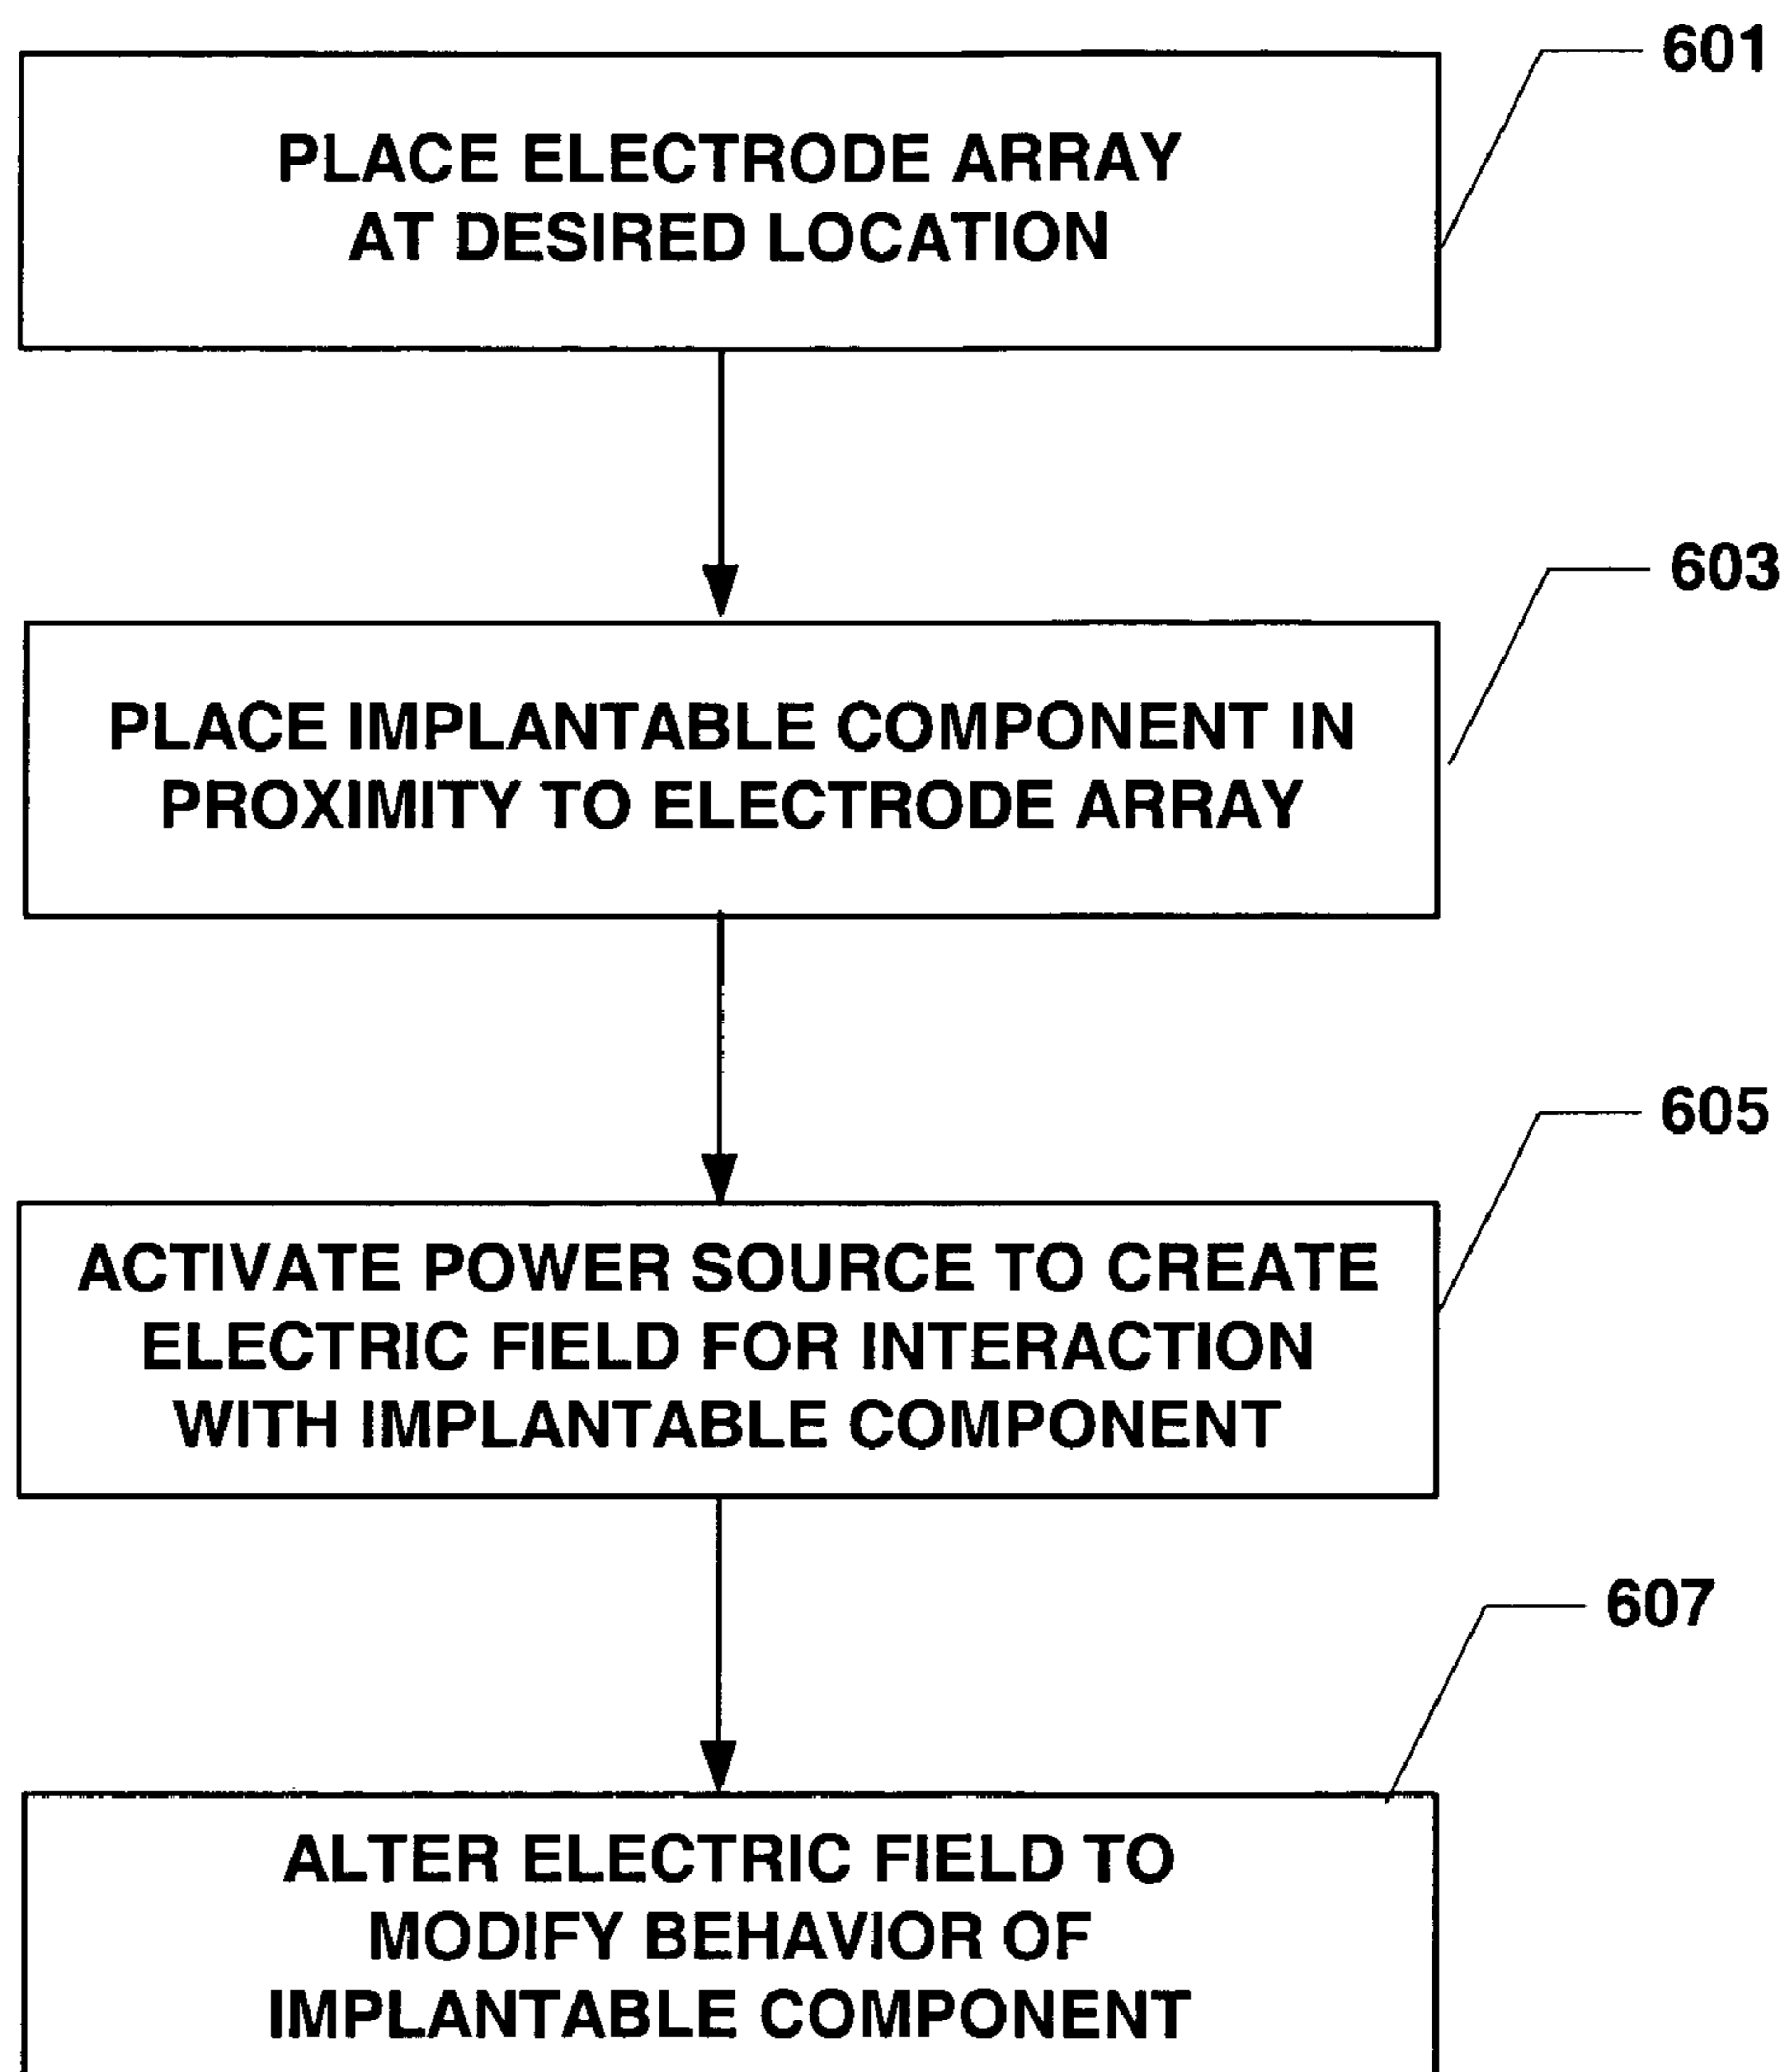 601
PLACE ELECTRODE ARRAY
AT DESIRED LOCATION
603
PLACE IMPLANTABLE COMPONENT IN
PROXIMITY TO ELECTRODE ARRAY
605
ACTIVATE POWER SOURCE TO CREATE
ELECTRIC FIELD FOR INTERACTION
WITH IMPLANTABLE COMPONENT
607
ALTER ELECTRIC FIELD TO
MODIFY BEHAVIOR OF
IMPLANTABLE COMPONENT